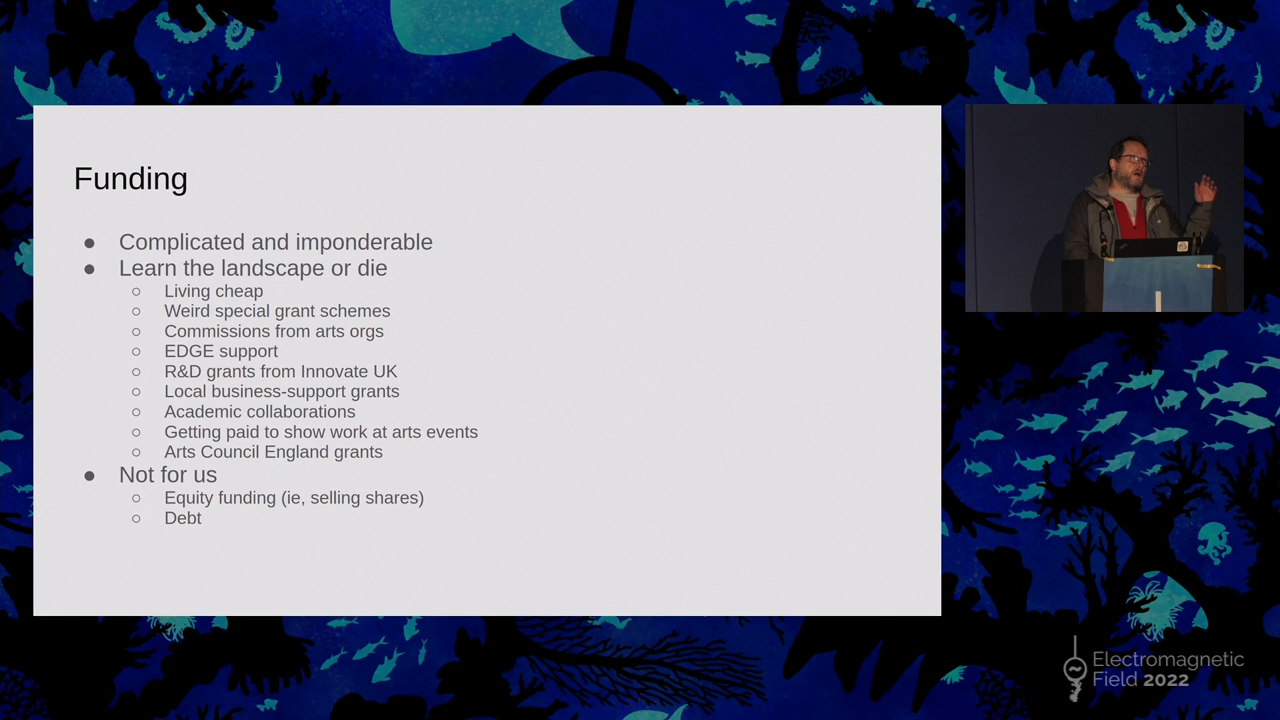 Funding
● Complicated and imponderable
● Learn the landscape or die
○ Living cheap
○ Weird special grant schemes
○ Commissions from arts orgs
○ EDGE support
○ R&D grants from Innovate UK
○ Local business-support grants
○ Academic collaborations
○ Getting paid to show work at arts events
○ Arts Council England grants
● Not for us
○ Equity funding (ie, selling shares)
○ Debt
Electromagnetic
Field 2022